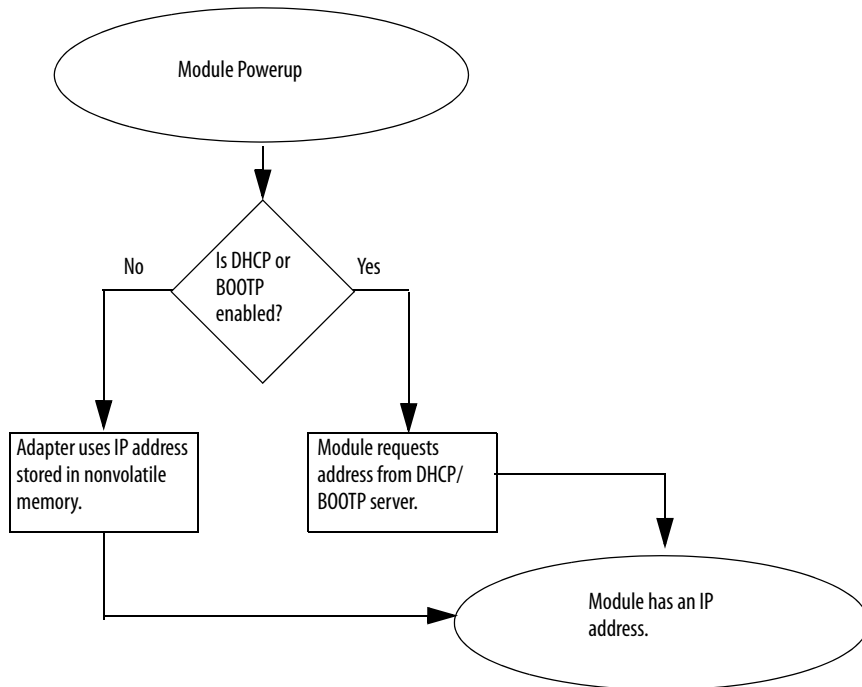 Module Powerup
No
Is DHCP or
BOOTP
enabled?
Yes
Adapter uses IP address
stored in nonvolatile
memory.
Module requests
address from DHCP/
BOOTP server.
Module has an IP
address.